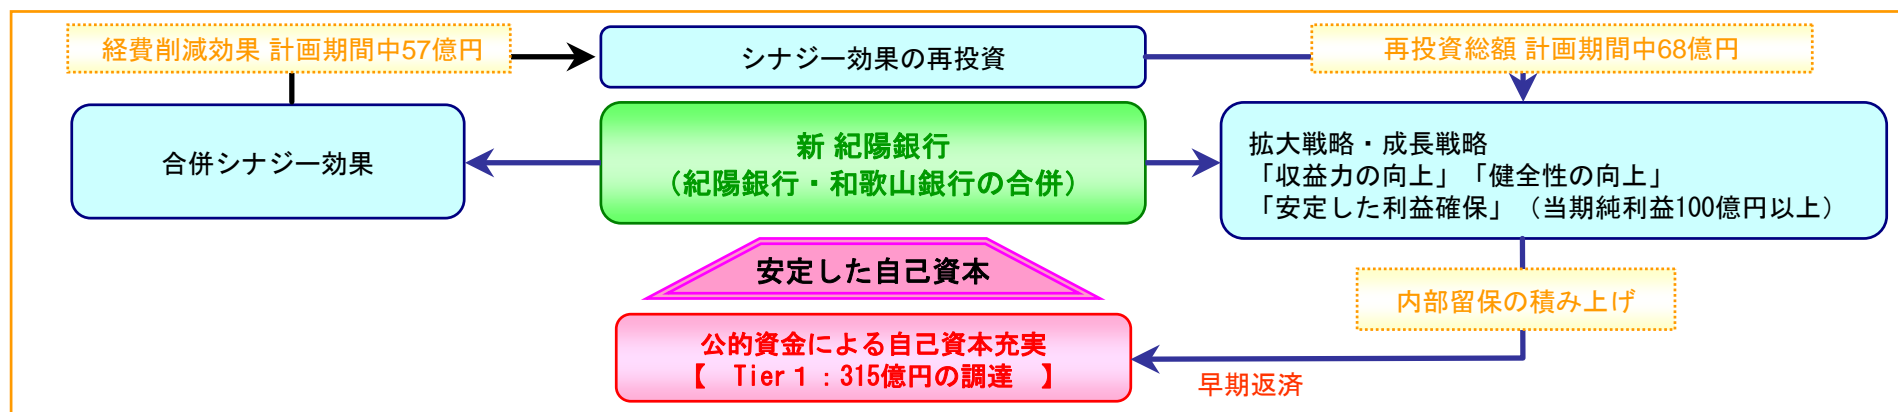 経費削減効果 計画期間中57億円
シナジー効果の再投資
再投資総額 計画期間中68億円
合併シナジー効果
新 紀陽銀行
（紀陽銀行・和歌山銀行の合併）
拡大戦略・成長戦略
「収益力の向上」「健全性の向上」
「安定した利益確保」（当期純利益100億円以上）
安定した自己資本
内部留保の積み上げ
公的資金による自己資本充実
【　Tier１：315億円の調達　】
早期返済